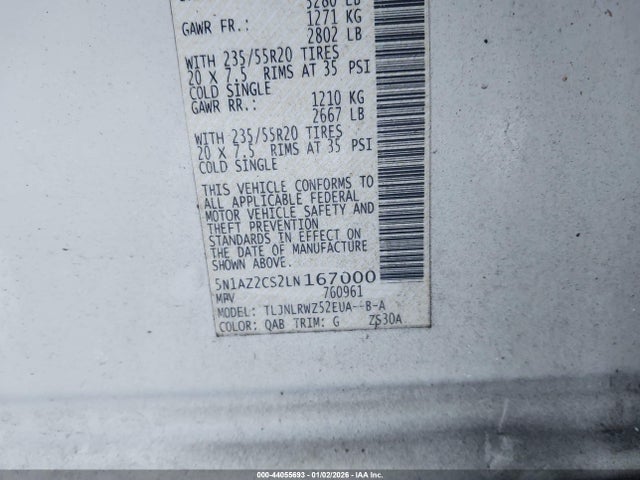 5280 LB
GAWR FR.: 1271 KG
2802 LB
WITH 235/55R20 TIRES
20 X 7.5 RIMS AT 35 PSI
COLD SINGLE
GAWR RR.: 1210 KG
2667 LB
WITH 235/55R20 TIRES
20 X 7.5 RIMS AT 35 PSI
COLD SINGLE
THIS VEHICLE CONFORMS TO
ALL APPLICABLE FEDERAL
MOTOR VEHICLE SAFETY AND
THEFT PREVENTION
STANDARDS IN EFFECT ON
THE DATE OF MANUFACTURE
SHOWN ABOVE.
5N1AZ2CS2LN167000
MPV 760961
MODEL: TLJNLRWZ52EUA--B-A
COLOR: QAB TRIM: G ZS30A
000-44055693 | 01/02/2026 | IAA Inc.